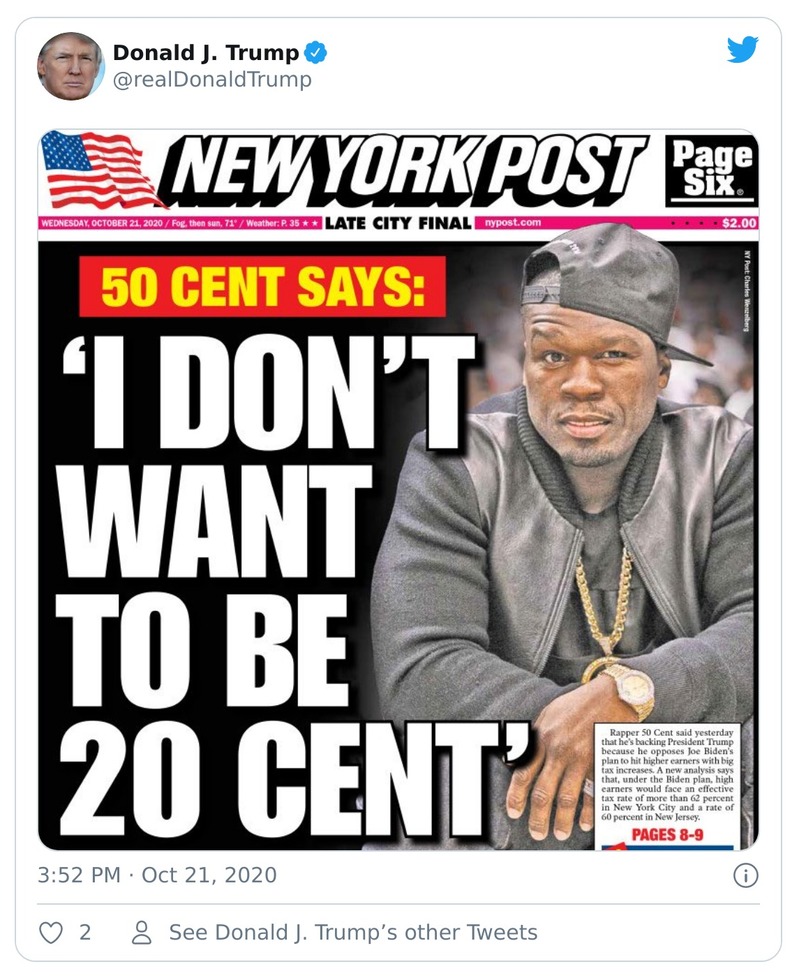 Donald J. Trump
@realDonaldTrump
NEW YORK POST
Page
Six®
WEDNESDAY, OCTOBER 21, 2020 / Fog, then sun, 71° / Weather: P. 35 ★ ★
LATE CITY FINAL
nypost.com
$2.00
NY Post: Charles Wenzelberg
50 CENT SAYS:
‘I DON’T
WANT
TO BE
20 CENT’
Rapper 50 Cent said yesterday
that he's backing President Trump
because he opposes Joe Biden's
plan to hit higher earners with big
tax increases. A new analysis says
that, under the Biden plan, high
earners would face an effective
tax rate of more than 62 percent
in New York City and a rate of
60 percent in New Jersey.
PAGES 8-9
3:52 PM · Oct 21, 2020
2
See Donald J. Trump’s other Tweets